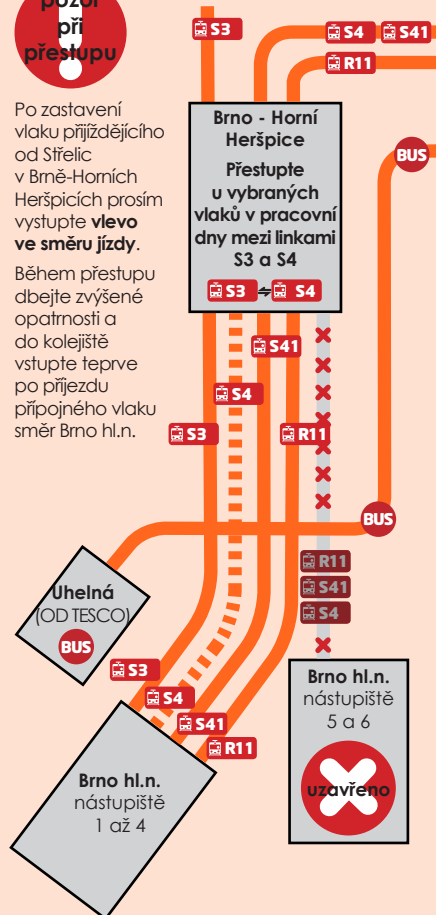 pozor
při
přestupu
Po zastavení
vlaku přijíždějícího
od Střelic
v Brně-Horních
Heršpicích prosím
vystupte vlevo
ve směru jízdy.
Během přestupu
dbejte zvýšené
opatrnosti a
do kolejiště
vstupte teprve
po příjezdu
přípojného vlaku
směr Brno hl.n.
S3
S4
S41
R11
BUS
Brno - Horní
Heršpice
Přestupte
u vybraných
vlaků v pracovní
dny mezi linkami
S3 a S4
S3 ⇌ S4
S41
S4
S3
R11
BUS
R11
S41
S4
Uhelná
(OD TESCO)
BUS
S3
S4
S41
R11
Brno hl.n.
nástupiště
1 až 4
Brno hl.n.
nástupiště
5 a 6
uzavřeno